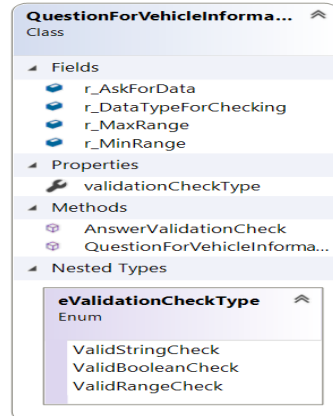 QuestionForVehicleInforma...
Class
Fields
r_AskForData
r_DataTypeForChecking
r_MaxRange
r_MinRange
Properties
validationCheckType
Methods
AnswerValidationCheck
QuestionForVehicleInforma...
Nested Types
eValidationCheckType
Enum
ValidStringCheck
ValidBooleanCheck
ValidRangeCheck